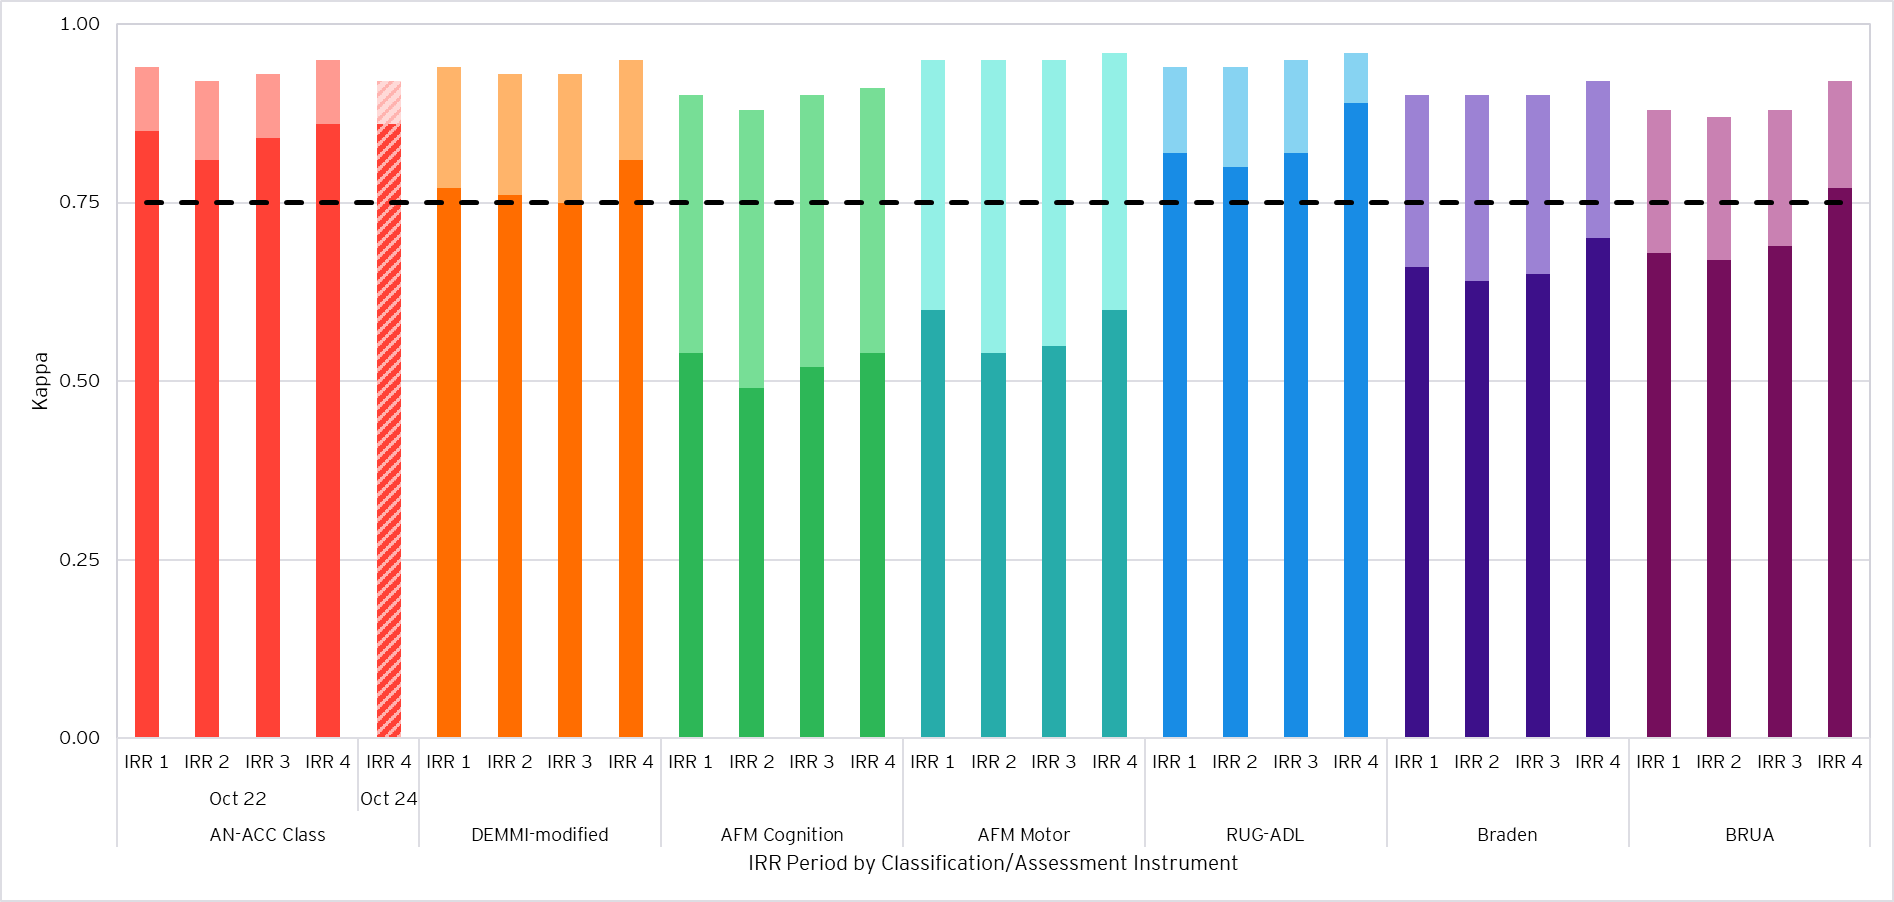 1.00
0.75
0.50
0.25
0.00
Kappa
IRR 1 IRR 2 IRR 3 IRR 4 IRR 4 IRR 1 IRR 2 IRR 3 IRR 4 IRR 1 IRR 2 IRR 3 IRR 4 IRR 1 IRR 2 IRR 3 IRR 4 IRR 1 IRR 2 IRR 3 IRR 4 IRR 1 IRR 2 IRR 3 IRR 4 IRR 1 IRR 2 IRR 3 IRR 4
Oct 22 Oct 24
AN-ACC Class DEMMI-modified AFM Cognition AFM Motor RUG-ADL Braden BRUA
IRR Period by Classification/Assessment Instrument